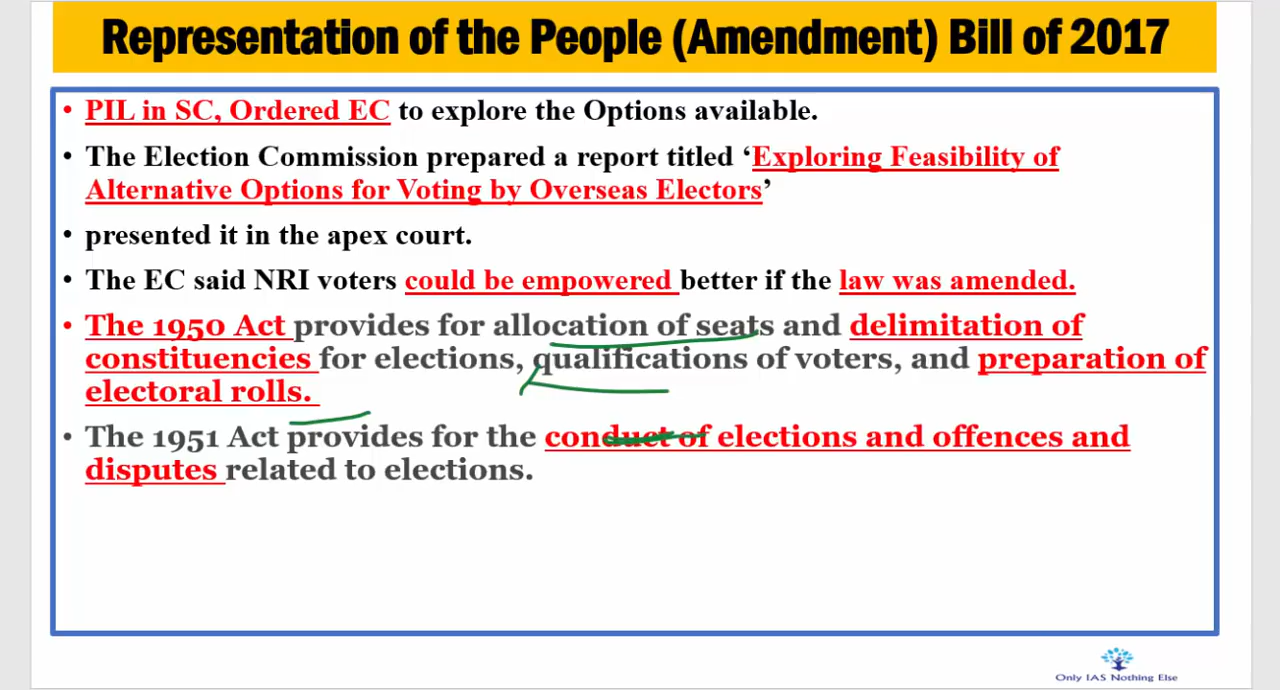 Representation of the People (Amendment) Bill of 2017
• PIL in SC, Ordered EC to explore the Options available.
• The Election Commission prepared a report titled ‘Exploring Feasibility of
Alternative Options for Voting by Overseas Electors’
• presented it in the apex court.
• The EC said NRI voters could be empowered better if the law was amended.
• The 1950 Act provides for allocation of seats and delimitation of
constituencies for elections, qualifications of voters, and preparation of
electoral rolls.
• The 1951 Act provides for the conduct of elections and offences and
disputes related to elections.
Only IAS Nothing Else